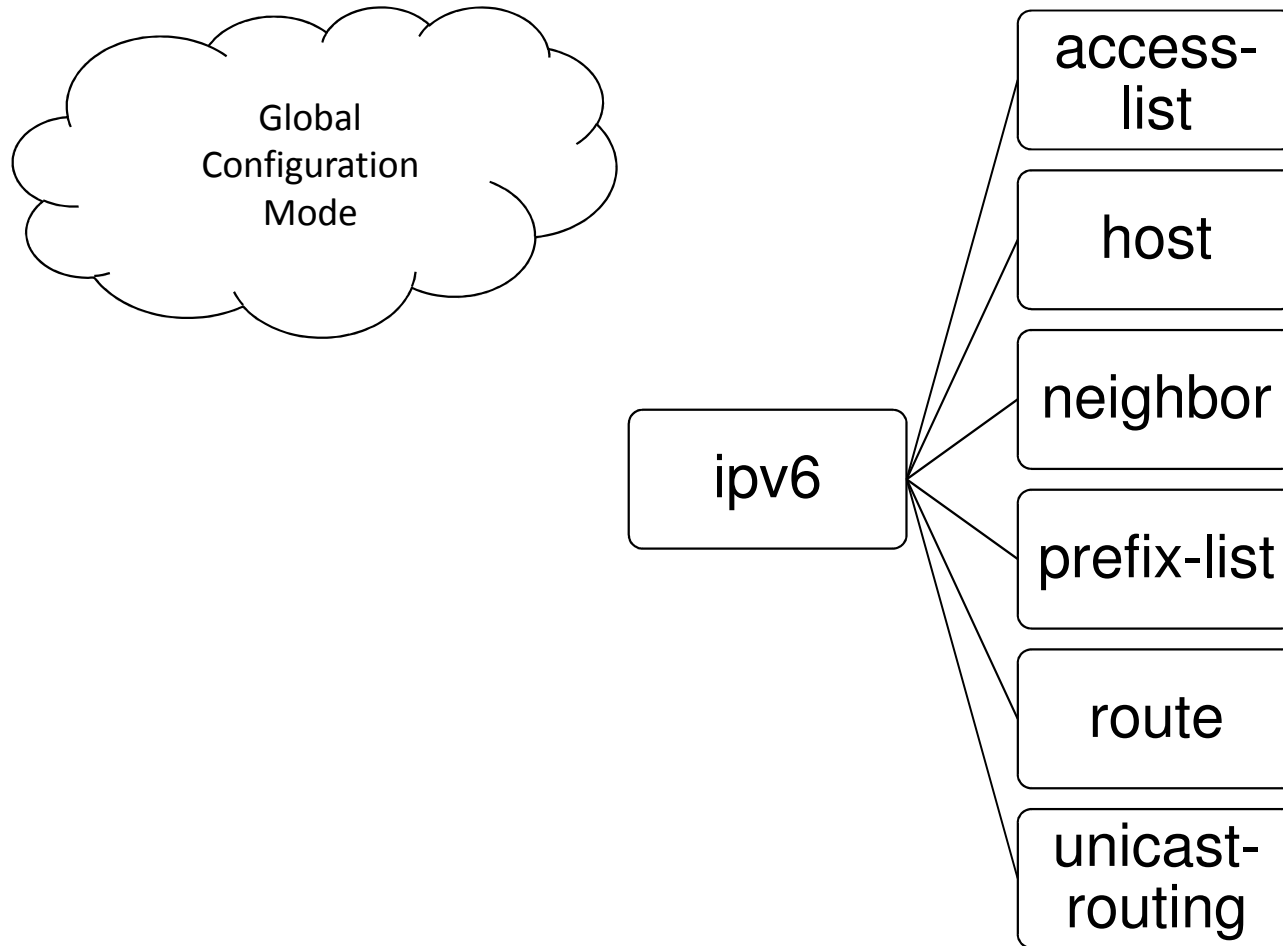 Global
Configuration
Mode
ipv6
access-
list
host
neighbor
prefix-list
route
unicast-
routing